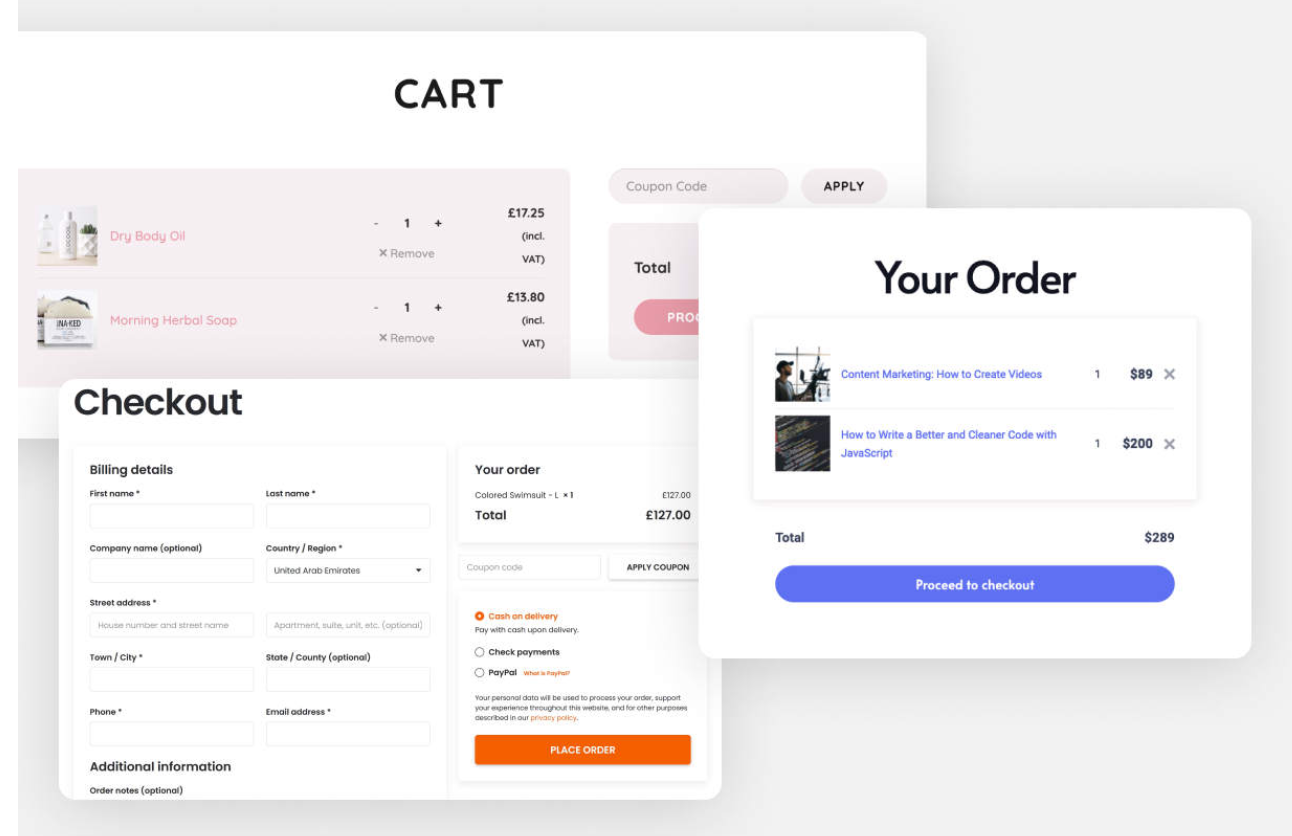 CART
Dry Body Oil
- 1 +
× Remove
£17.25
(incl.
VAT)
Morning Herbal Soap
- 1 +
× Remove
£13.80
(incl.
VAT)
Coupon Code
APPLY
Total
Your Order
Content Marketing: How to Create Videos 1 $89 ×
How to Write a Better and Cleaner Code with
JavaScript
1 $200 ×
Total $289
Proceed to checkout
Checkout
Billing details
First name * Last name *
Company name (optional) Country / Region *
United Arab Emirates
Street address *
House number and street name Apartment, suite, unit, etc. (optional)
Town / City * State / County (optional)
Phone * Email address *
Additional information
Order notes (optional)
Your order
Colored Swimsuit - L × 1 £127.00
Total £127.00
Coupon code APPLY COUPON
Cash on delivery
Pay with cash upon delivery.
Check payments
PayPal What is PayPal?
Your personal data will be used to process your order, support
your experience throughout this website, and for other purposes
described in our privacy policy.
PLACE ORDER